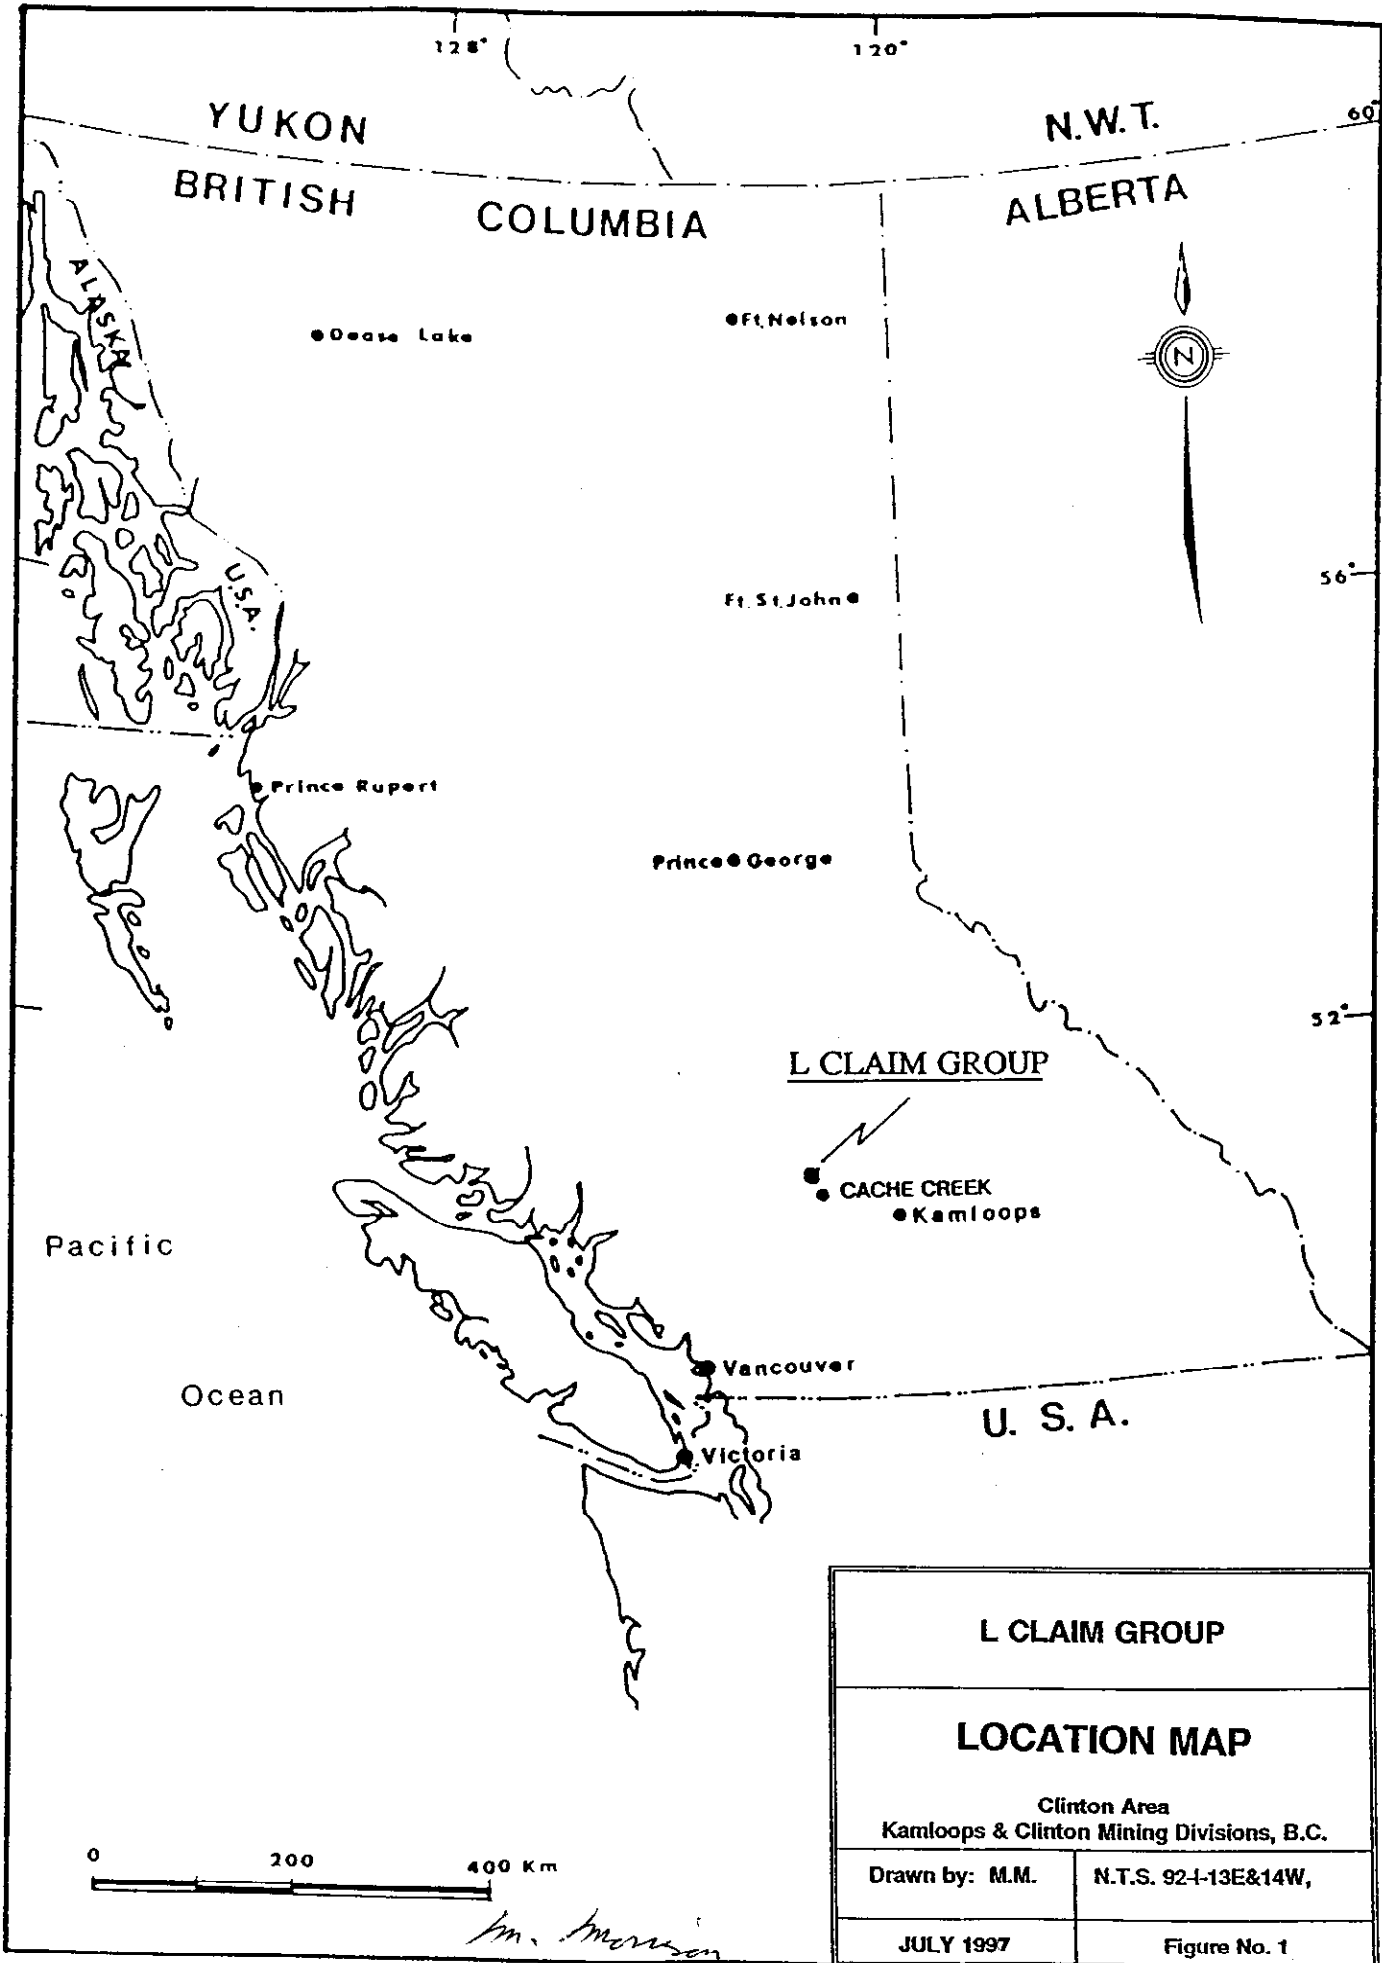 128°
120°
YUKON
N.W.T.
60°
BRITISH COLUMBIA
ALBERTA
ALASKA
Dease Lake
Ft. Nelson
N
U.S.A.
Ft. St. John
56°
Prince Rupert
Prince George
52°
L CLAIM GROUP
CACHE CREEK
Kamloops
Pacific
Ocean
Vancouver
U. S. A.
Victoria
L CLAIM GROUP
LOCATION MAP
Clinton Area
Kamloops & Clinton Mining Divisions, B.C.
Drawn by: M.M.
N.T.S. 92-I-13E&14W,
JULY 1997
Figure No. 1
0 200 400 Km
M. Morrison